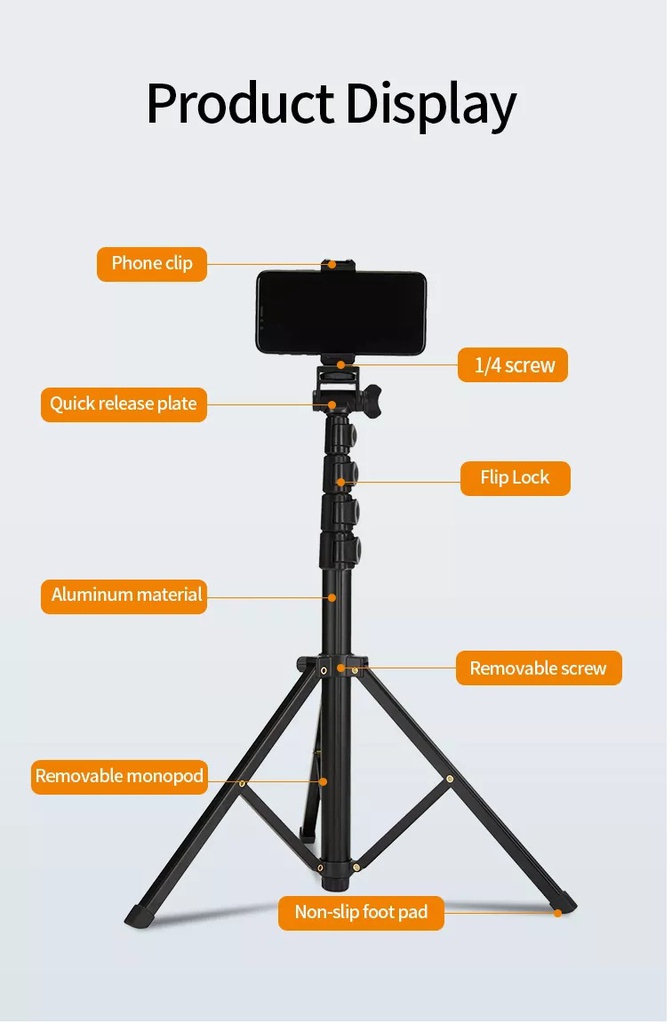 Product Display
Phone clip
1/4 screw
Quick release plate
Flip Lock
Aluminum material
Removable screw
Removable monopod
Non-slip foot pad